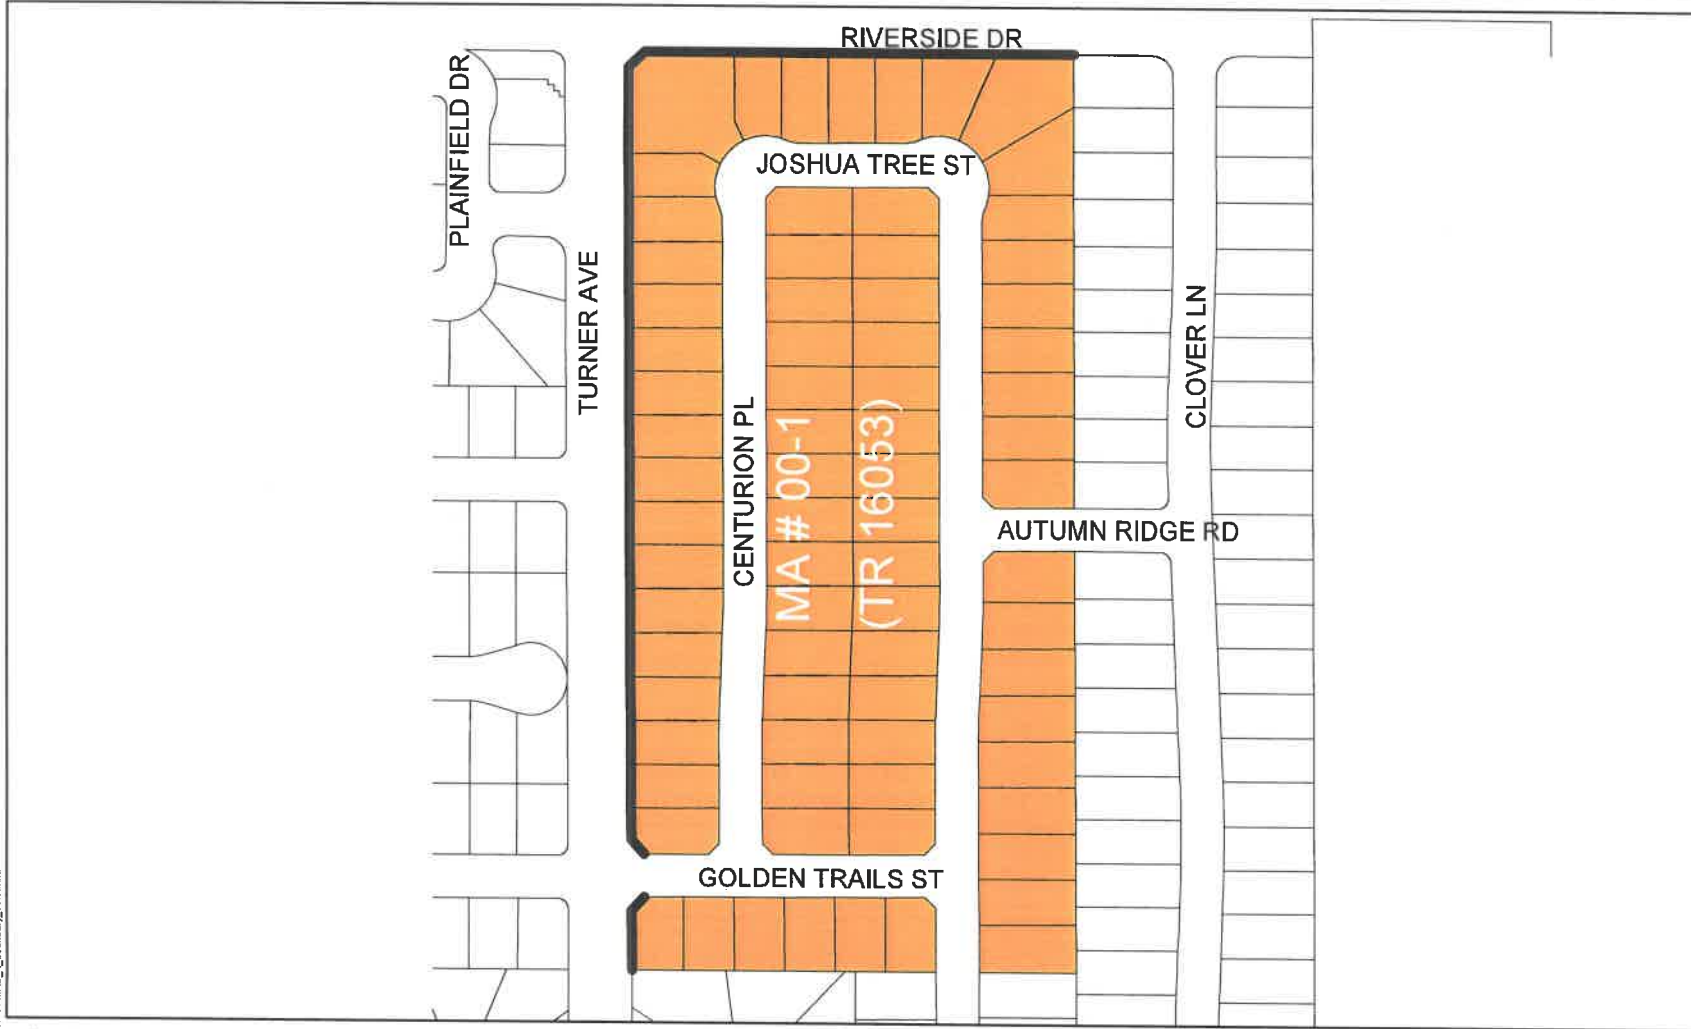 RIVERSIDE DR
PLAINFIELD DR
JOSHUA TREE ST
TURNER AVE
CLOVER LN
CENTURION PL
MA # 00-1
(TR 16053)
AUTUMN RIDGE RD
GOLDEN TRAILS ST